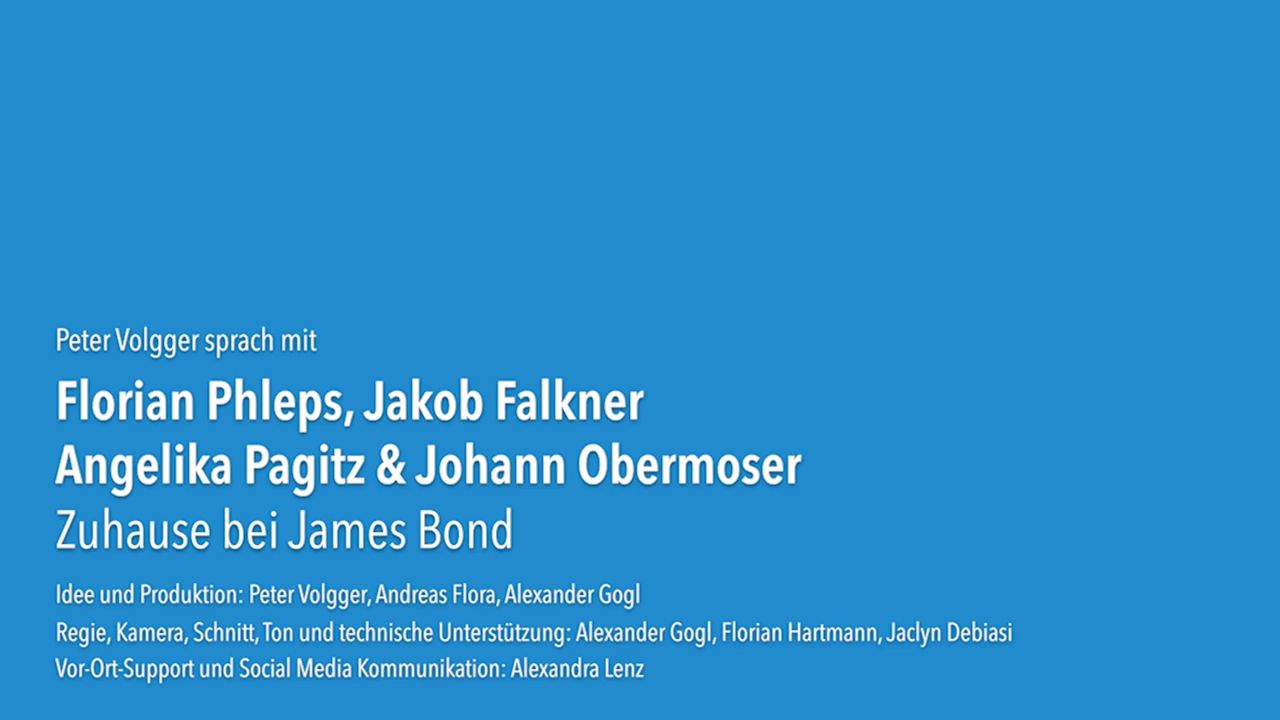 Peter Volgger sprach mit
Florian Phleps, Jakob Falkner
Angelika Pagitz & Johann Obermoser
Zuhause bei James Bond
Idee und Produktion: Peter Volgger, Andreas Flora, Alexander Gogl
Regie, Kamera, Schnitt, Ton und technische Unterstützung: Alexander Gogl, Florian Hartmann, Jaclyn Debiasi
Vor-Ort-Support und Social Media Kommunikation: Alexandra Lenz